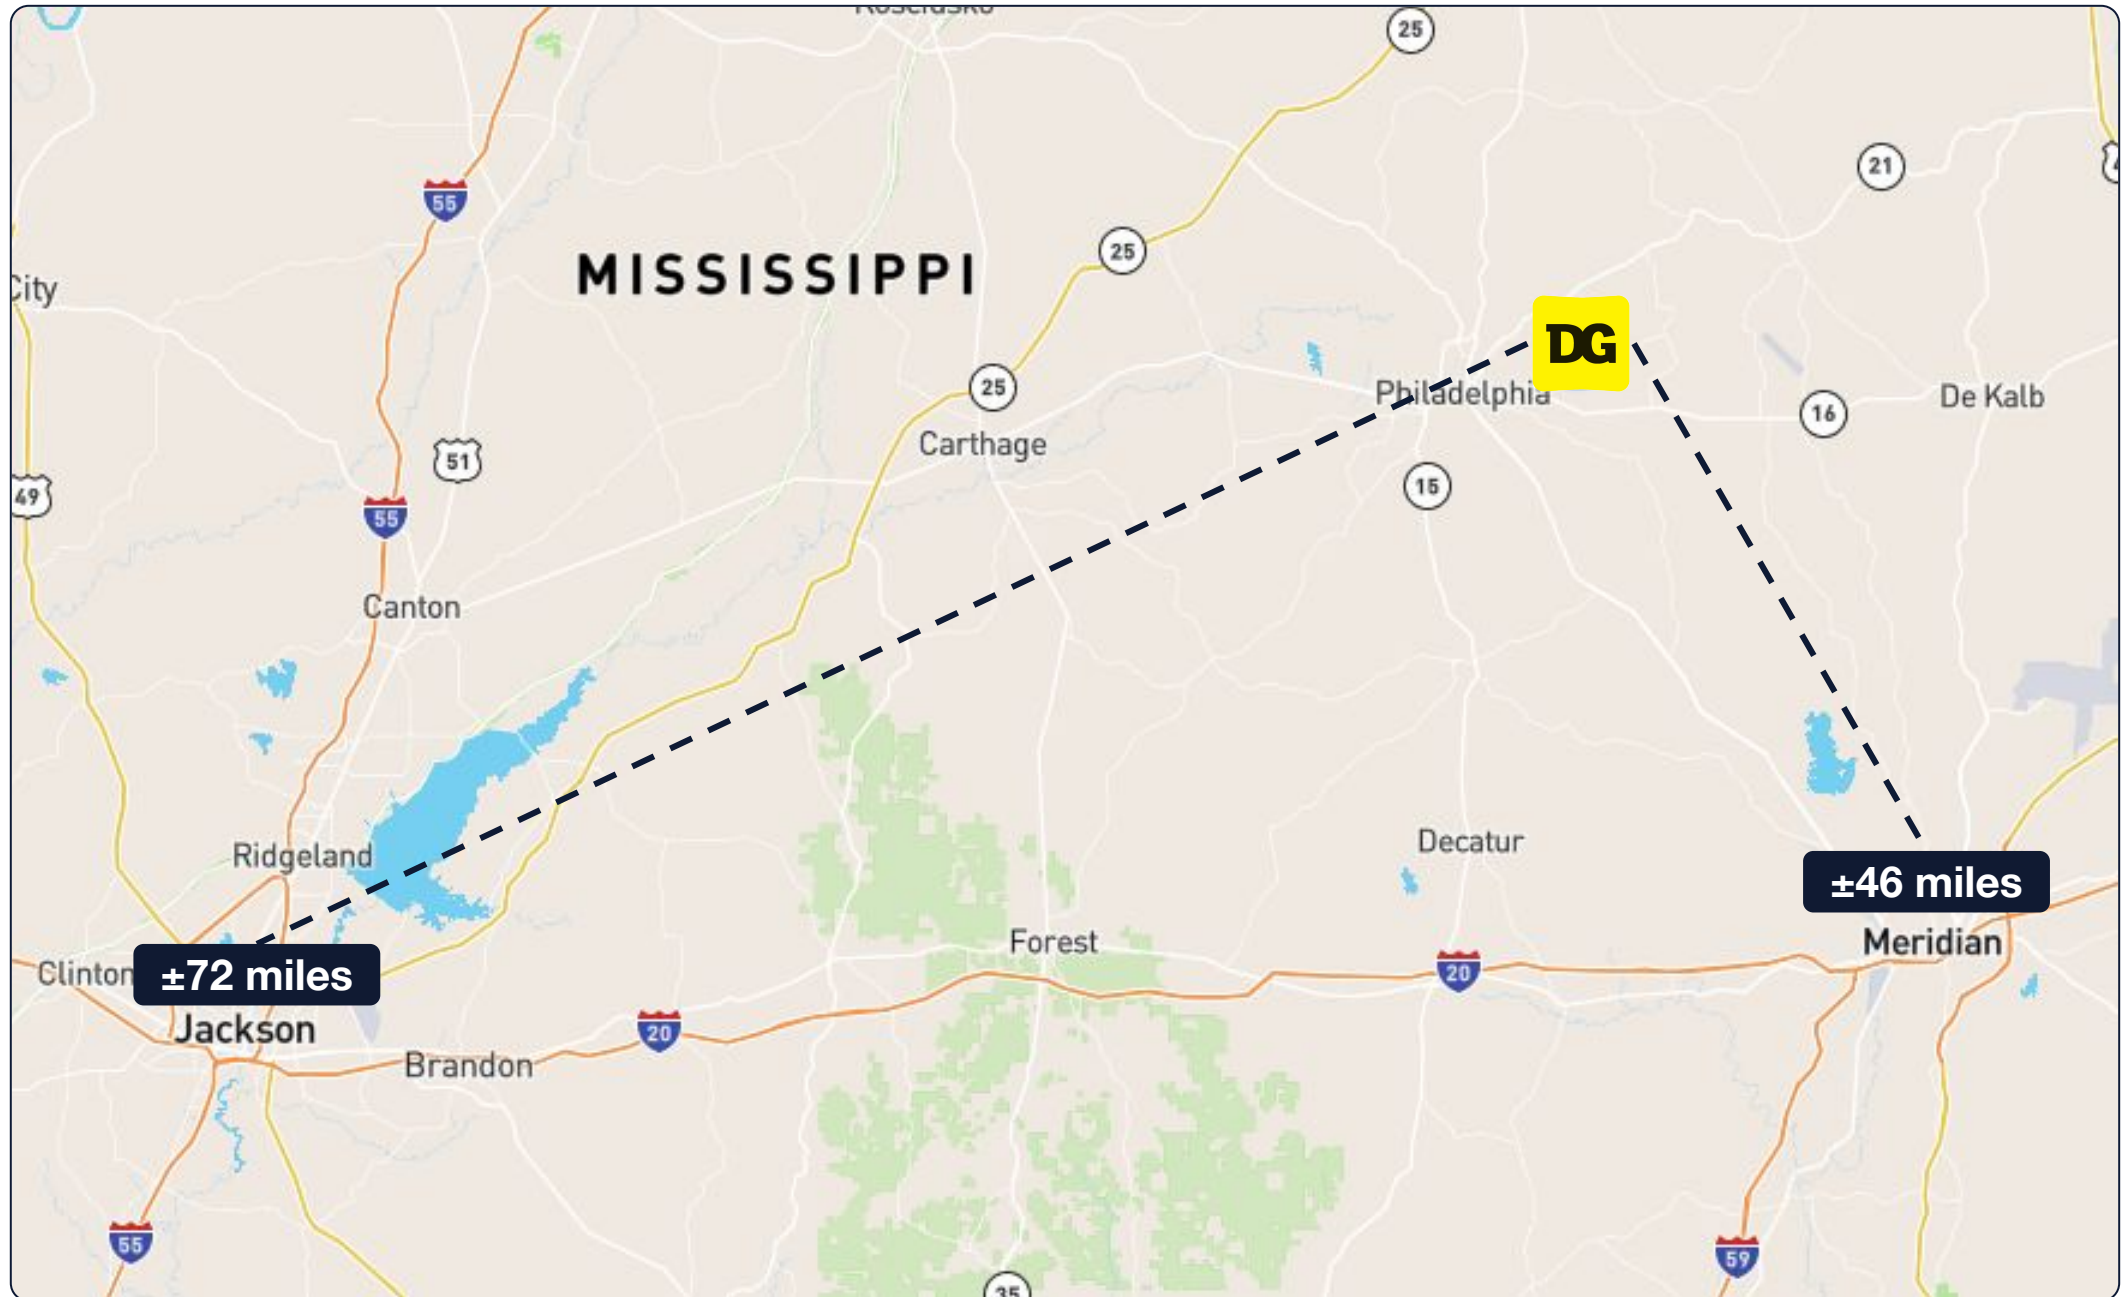 Kosciusko
25
21
55
MISSISSIPPI
25
City
DG
25
Philadelphia
16
De Kalb
Carthage
51
49
15
55
Canton
Ridgeland
Decatur
±46 miles
Forest
Meridian
Clinton
±72 miles
20
Jackson
20
Brandon
55
59
35